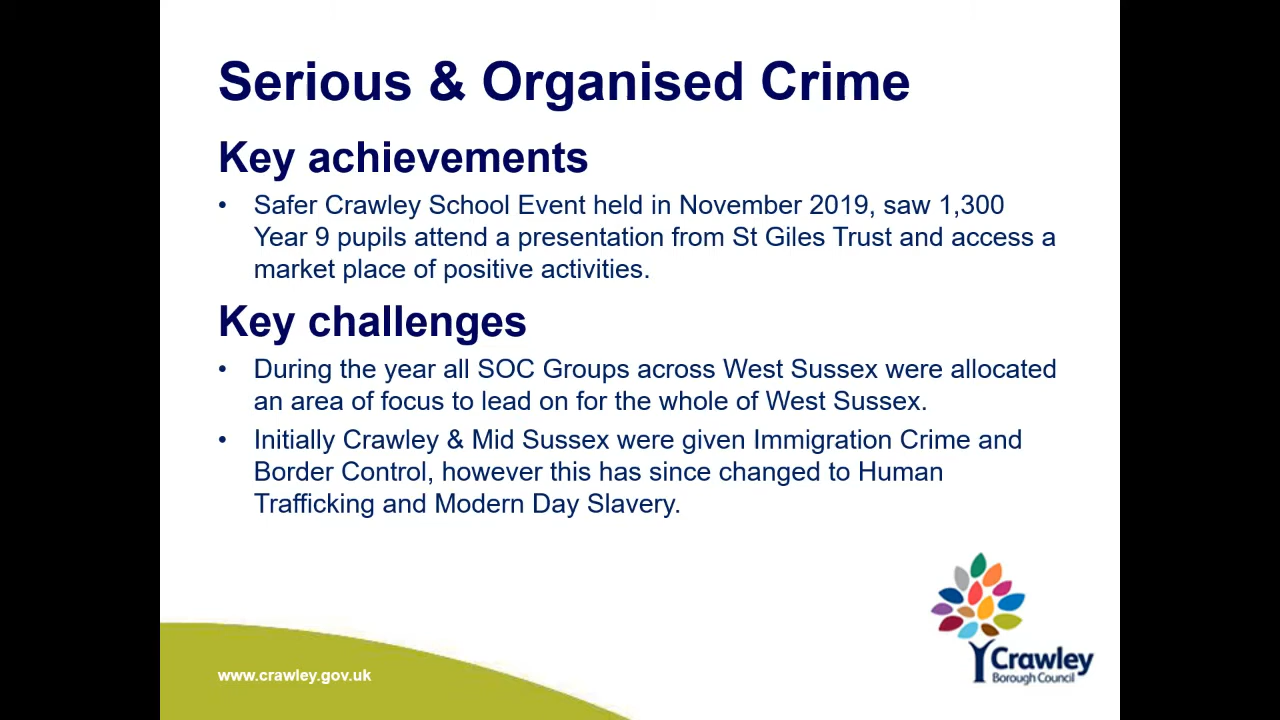 Serious & Organised Crime
Key achievements
• Safer Crawley School Event held in November 2019, saw 1,300
Year 9 pupils attend a presentation from St Giles Trust and access a
market place of positive activities.
Key challenges
• During the year all SOC Groups across West Sussex were allocated
an area of focus to lead on for the whole of West Sussex.
• Initially Crawley & Mid Sussex were given Immigration Crime and
Border Control, however this has since changed to Human
Trafficking and Modern Day Slavery.
www.crawley.gov.uk
Crawley
Borough Council